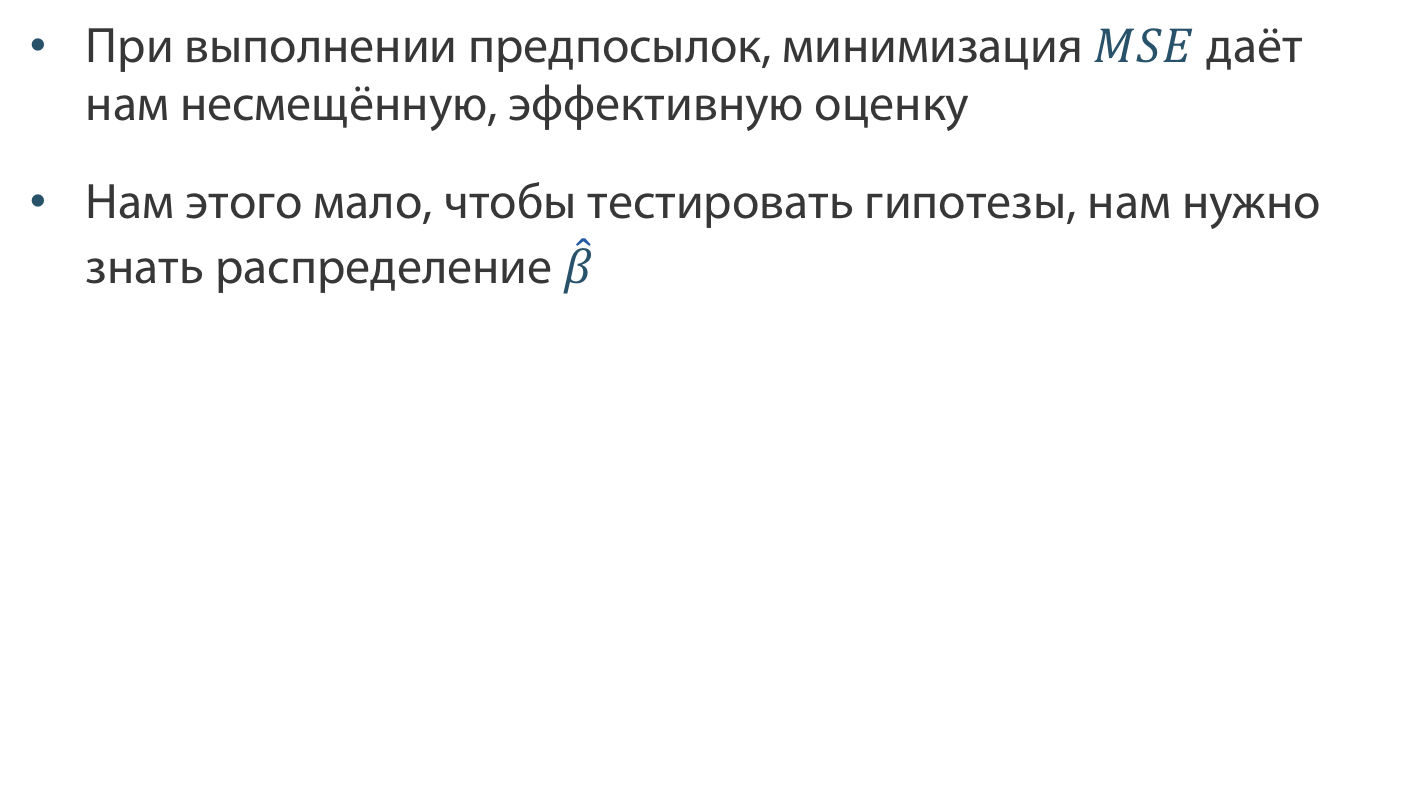 • При выполнении предпосылок, минимизация MSE даёт
нам несмещённую, эффективную оценку
• Нам этого мало, чтобы тестировать гипотезы, нам нужно
знать распределение β̂